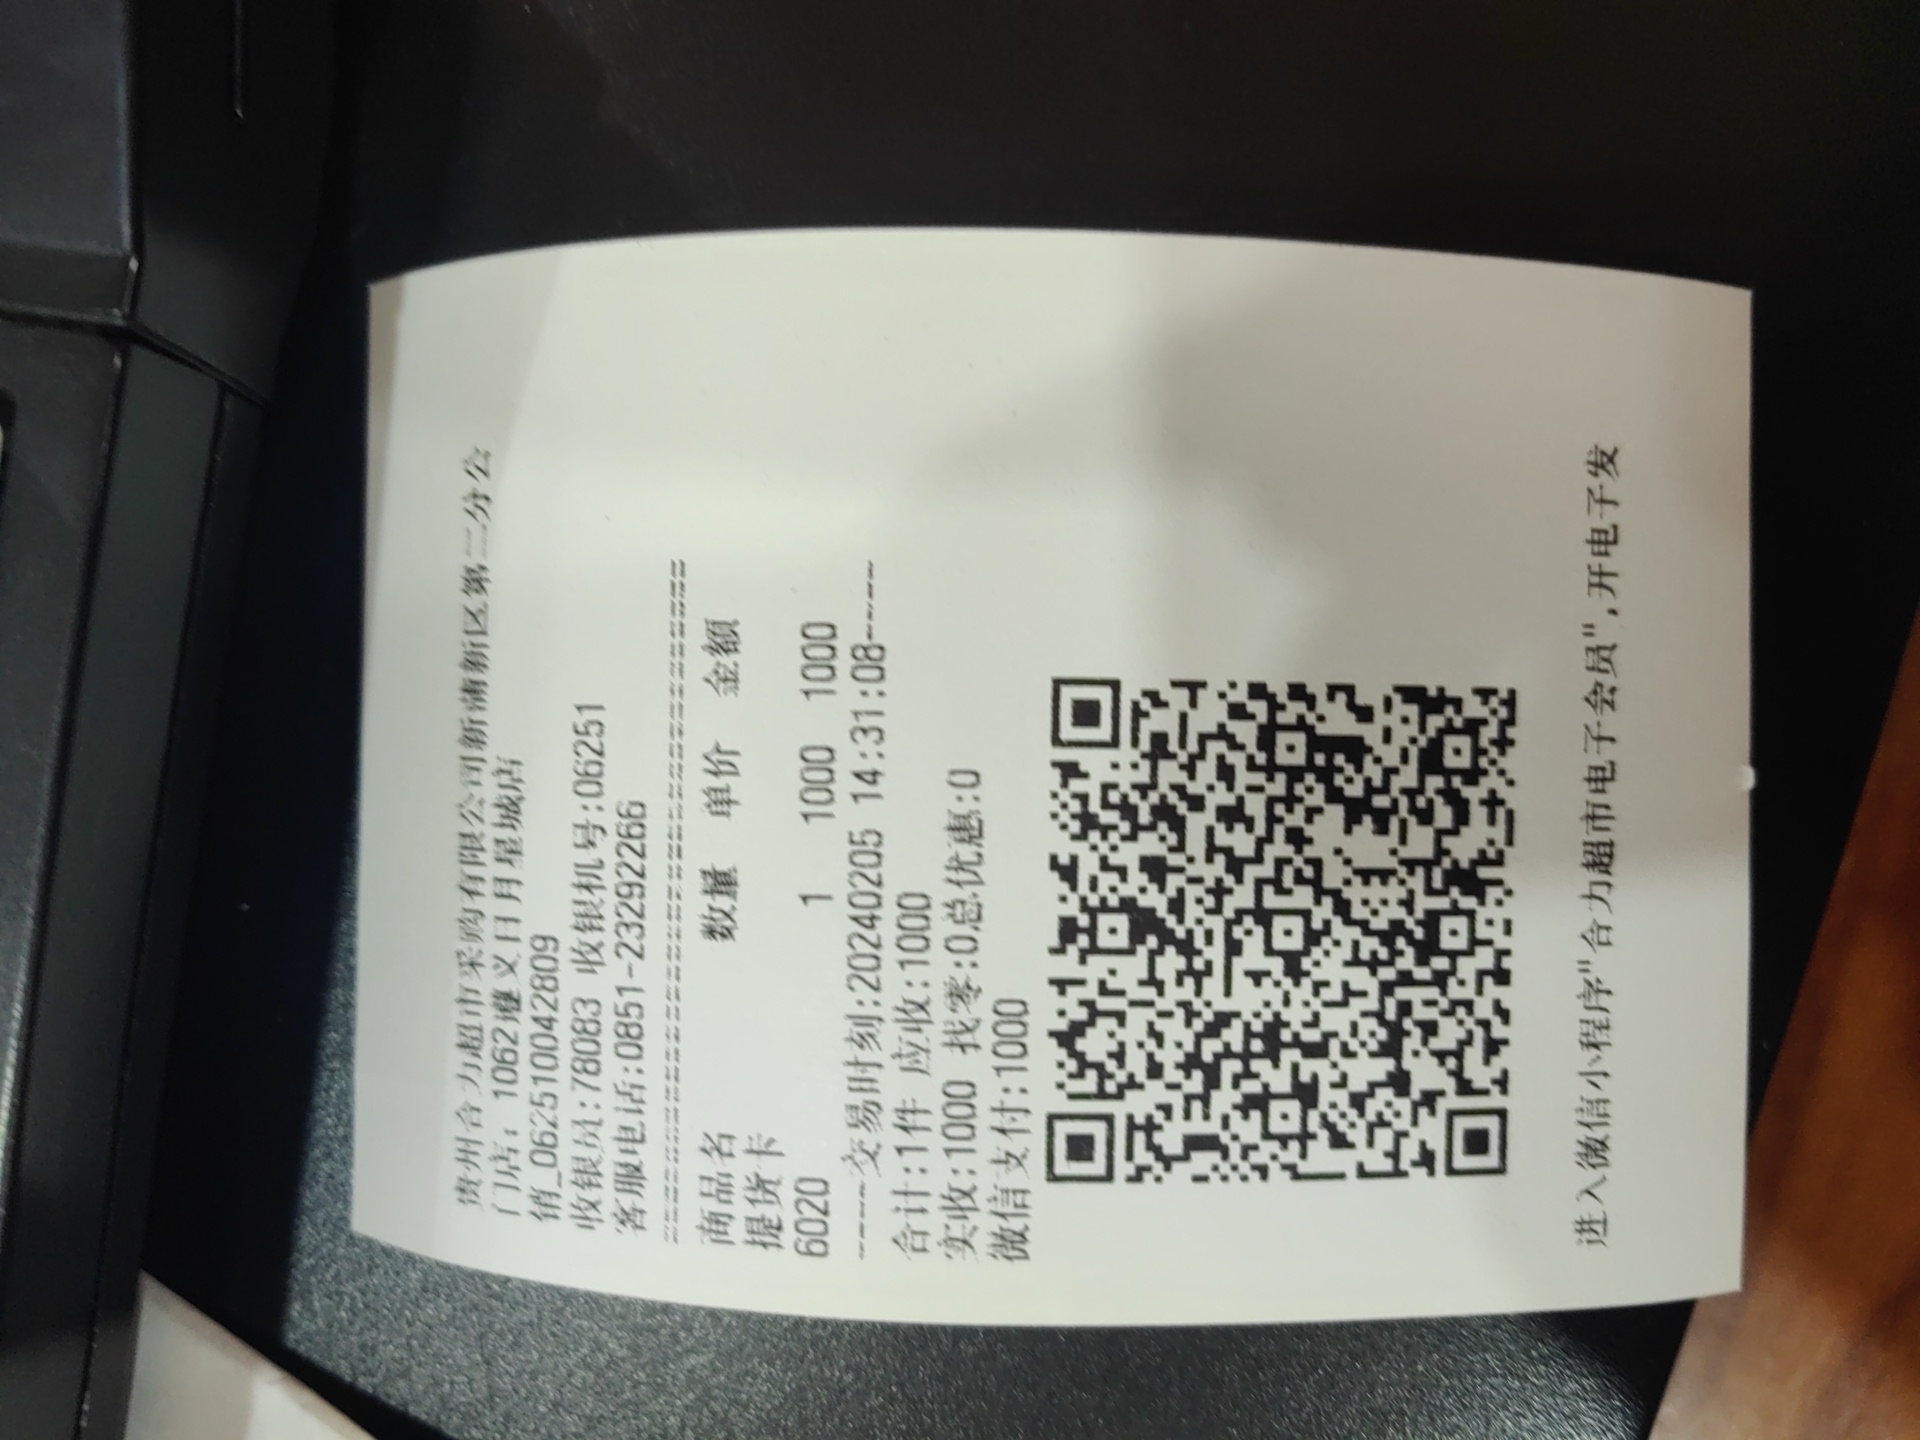 贵州合力超市采购有限公司新蒲新区第二分公
门店：1062遵义日月星城店
销_062510042809
收银员:78083 收银机号:06251
客服电话:0851-23292266
================================
商品名 数量 单价 金额
提货卡
6020 1 1000 1000
-----交易时刻:20240205 14:31:08-----
合计:1件 应收:1000
实收:1000 找零:0总优惠:0
微信支付:1000
进入微信小程序"合力超市电子会员",开电子发